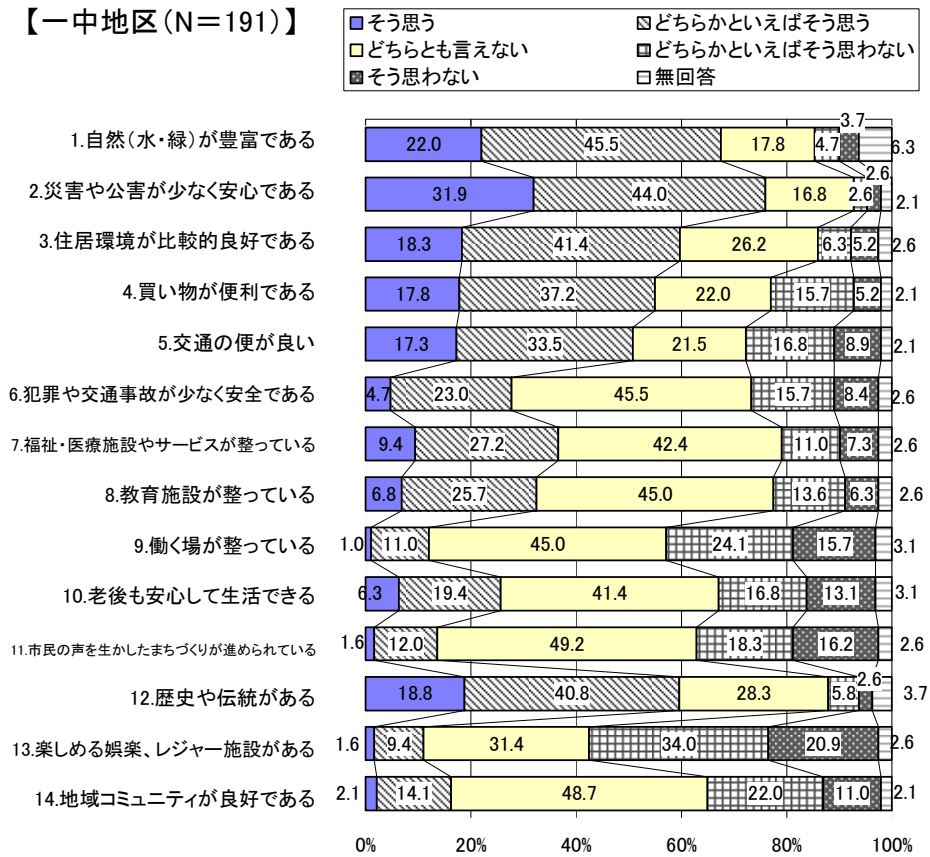 【一中地区(N=191)】
そう思う どちらかといえばそう思う
どちらとも言えない どちらかといえばそう思わない
そう思わない 無回答
1.自然(水・緑)が豊富である 22.0 45.5 17.8 4.7 3.7 6.3
2.災害や公害が少なく安心である 31.9 44.0 16.8 2.6 2.6 2.1
3.住居環境が比較的良好である 18.3 41.4 26.2 6.3 5.2 2.6
4.買い物が便利である 17.8 37.2 22.0 15.7 5.2 2.1
5.交通の便が良い 17.3 33.5 21.5 16.8 8.9 2.1
6.犯罪や交通事故が少なく安全である 4.7 23.0 45.5 15.7 8.4 2.6
7.福祉・医療施設やサービスが整っている 9.4 27.2 42.4 11.0 7.3 2.6
8.教育施設が整っている 6.8 25.7 45.0 13.6 6.3 2.6
9.働く場が整っている 1.0 11.0 45.0 24.1 15.7 3.1
10.老後も安心して生活できる 6.3 19.4 41.4 16.8 13.1 3.1
11.市民の声を生かしたまちづくりが進められている 1.6 12.0 49.2 18.3 16.2 2.6
12.歴史や伝統がある 18.8 40.8 28.3 5.8 2.6 3.7
13.楽しめる娯楽、レジャー施設がある 1.6 9.4 31.4 34.0 20.9 2.6
14.地域コミュニティが良好である 2.1 14.1 48.7 22.0 11.0 2.1
0% 20% 40% 60% 80% 100%